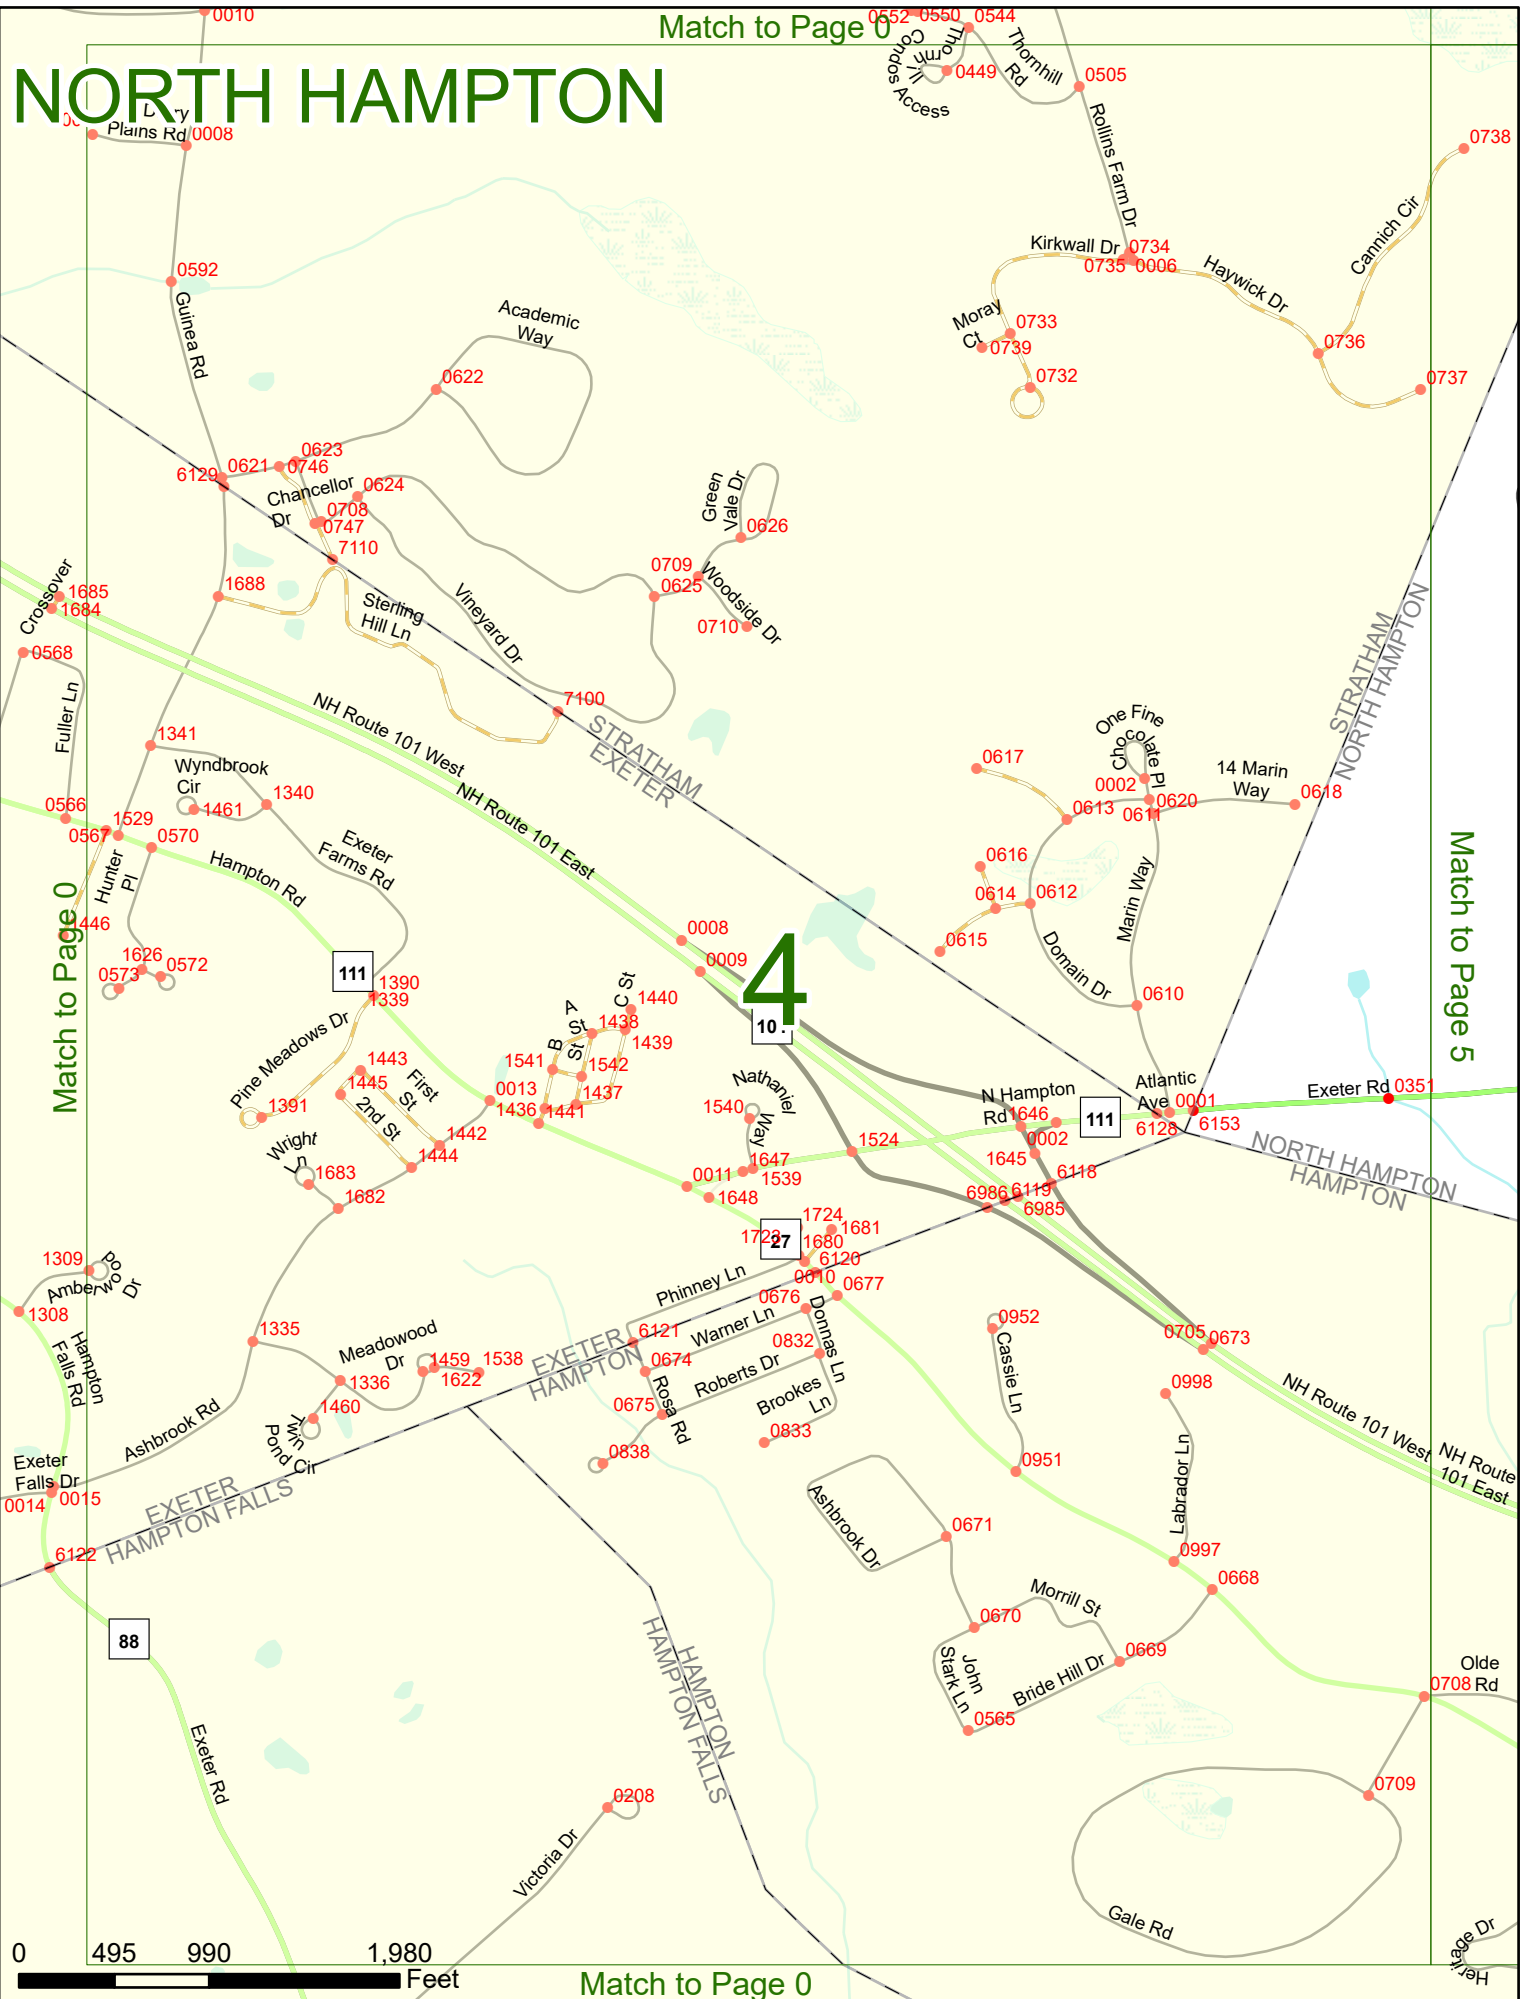 0010
Match to Page 0
0552
0550
0544
Thornhill
Condos Access
Thornhill
Rd
0449
0505
NORTH HAMPTON
Plains Rd
0008
Rollins Farm Dr
0738
Cannich Cir
Kirkwall Dr
0734
0735
0006
Haywick Dr
0592
Guinea Rd
Academic
Way
Moray
Ct
0733
0739
0736
0732
0737
0622
0623
0621
0746
6129
Chancellor
Dr
0624
0708
0747
7110
Green
Vale Dr
0626
0709
0625
Woodside Dr
0710
Crossover
1685
1684
1688
Sterling
Hill Ln
Vineyard Dr
0568
Fuller Ln
7100
STRATHAM
EXETER
STRATHAM
NORTH HAMPTON
NH Route 101 West
NH Route 101 East
1341
Wyndbrook
Cir
1461
1340
0566
0567
1529
0570
Hunter
Pl
Hampton Rd
Exeter
Farms Rd
One Fine
Chocolate Pl
0617
0002
0620
0611
0613
14 Marin
Way
0618
0616
0614
0612
0615
Marin Way
Domain Dr
0610
Match to Page 5
Match to Page 0
1446
1626
0573
0572
111
1390
1339
0008
0009
4
Pine Meadows Dr
1391
1443
1445
First
St
2nd St
A
St
B
St
C St
1440
1438
1439
1541
1542
1437
0013
1436
1441
1442
1444
Wright
Ln
1683
1682
Nathaniel
Way
1540
1647
1539
0011
1648
1524
N Hampton
Rd
1646
0002
1645
111
Atlantic
Ave
0001
6128
6153
Exeter Rd
0351
NORTH HAMPTON
HAMPTON
6118
6119
6986
6985
1724
1681
27
1680
6120
0010
0677
0676
Phinney Ln
Warner Ln
Donnas Ln
0832
Roberts Dr
Brookes
Ln
0833
6121
0674
Rosa Rd
0675
0838
EXETER
HAMPTON
1309
Amberwood
Dr
1308
Hampton
Falls Rd
1335
Meadowood
Dr
1459
1622
1538
1336
1460
Twin
Pond Cir
Ashbrook Rd
Exeter
Falls Dr
0014
0015
EXETER
HAMPTON FALLS
6122
88
Exeter Rd
0952
Cassie Ln
0951
0705
0673
0998
Labrador Ln
0997
NH Route 101 West
NH Route
101 East
Ashbrook Dr
0671
0668
Morrill St
0670
0669
John
Stark Ln
Bride Hill Dr
0565
Olde
Rd
0708
0709
Gale Rd
HAMPTON
HAMPTON FALLS
0208
Victoria Dr
Heritage Dr
0
495
990
1,980
Feet
Match to Page 0